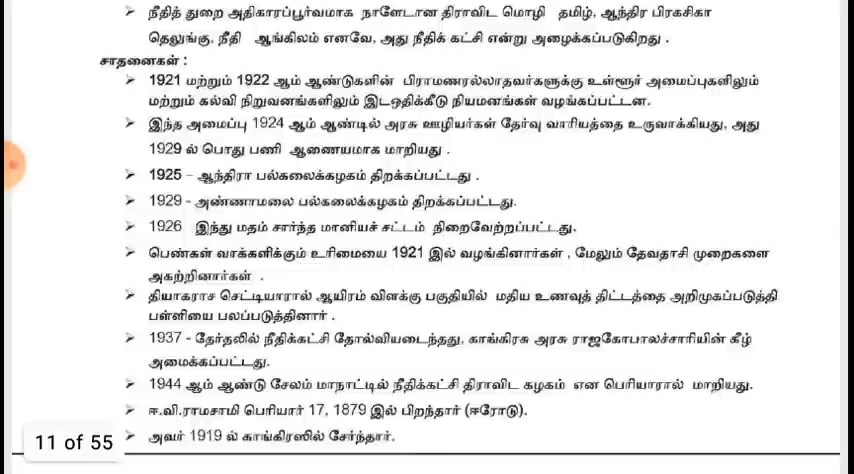 ➢ நீதித் துறை அதிகாரப்பூர்வமாக நாளேடான திராவிட மொழி தமிழ், ஆந்திர பிரகசிகா
தெலுங்கு, நீதி ஆங்கிலம் எனவே, அது நீதிக் கட்சி என்று அழைக்கப்படுகிறது .
சாதனைகள் :
➢ 1921 மற்றும் 1922 ஆம் ஆண்டுகளின் பிராமணரல்லாதவர்களுக்கு உள்ளூர் அமைப்புகளிலும்
மற்றும் கல்வி நிறுவனங்களிலும் இடஒதிக்கீடு நியமனங்கள் வழங்கப்பட்டன.
➢ இந்த அமைப்பு 1924 ஆம் ஆண்டில் அரசு ஊழியர்கள் தேர்வு வாரியத்தை உருவாக்கியது, அது
1929 ல் பொது பணி ஆணையமாக மாறியது .
➢ 1925 – ஆந்திரா பல்கலைக்கழகம் திறக்கப்பட்டது .
➢ 1929 - அண்ணாமலை பல்கலைக்கழகம் திறக்கப்பட்டது.
➢ 1926 இந்து மதம் சார்ந்த மானியச் சட்டம் நிறைவேற்றப்பட்டது.
➢ பெண்கள் வாக்களிக்கும் உரிமையை 1921 இல் வழங்கினார்கள் , மேலும் தேவதாசி முறைகளை
அகற்றினார்கள் .
➢ தியாகராச செட்டியாரால் ஆயிரம் விளக்கு பகுதியில் மதிய உணவுத் திட்டத்தை அறிமுகப்படுத்தி
பள்ளியை பலப்படுத்தினார் .
➢ 1937 - தேர்தலில் நீதிக்கட்சி தோல்வியடைந்தது, காங்கிரசு அரசு ராஜகோபாலச்சாரியின் கீழ்
அமைக்கப்பட்டது.
➢ 1944 ஆம் ஆண்டு சேலம் மாநாட்டில் நீதிக்கட்சி திராவிட கழகம் என பெரியாரால் மாறியது.
➢ ஈ.வி.ராமசாமி பெரியார் 17, 1879 இல் பிறந்தார் (ஈரோடு).
➢ அவர் 1919 ல் காங்கிரஸில் சேர்ந்தார்.
11 of 55